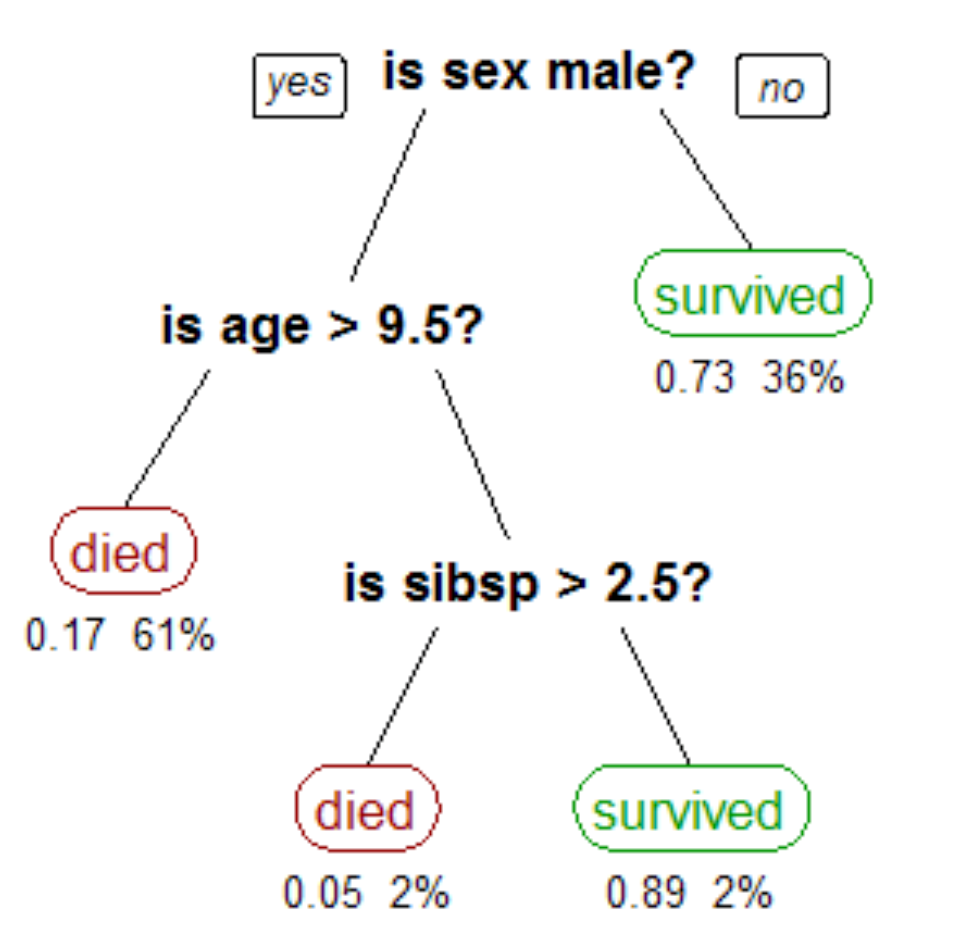 yes is sex male? no
survived
0.73 36%
is age > 9.5?
died
0.17 61%
is sibsp > 2.5?
died survived
0.05 2% 0.89 2%